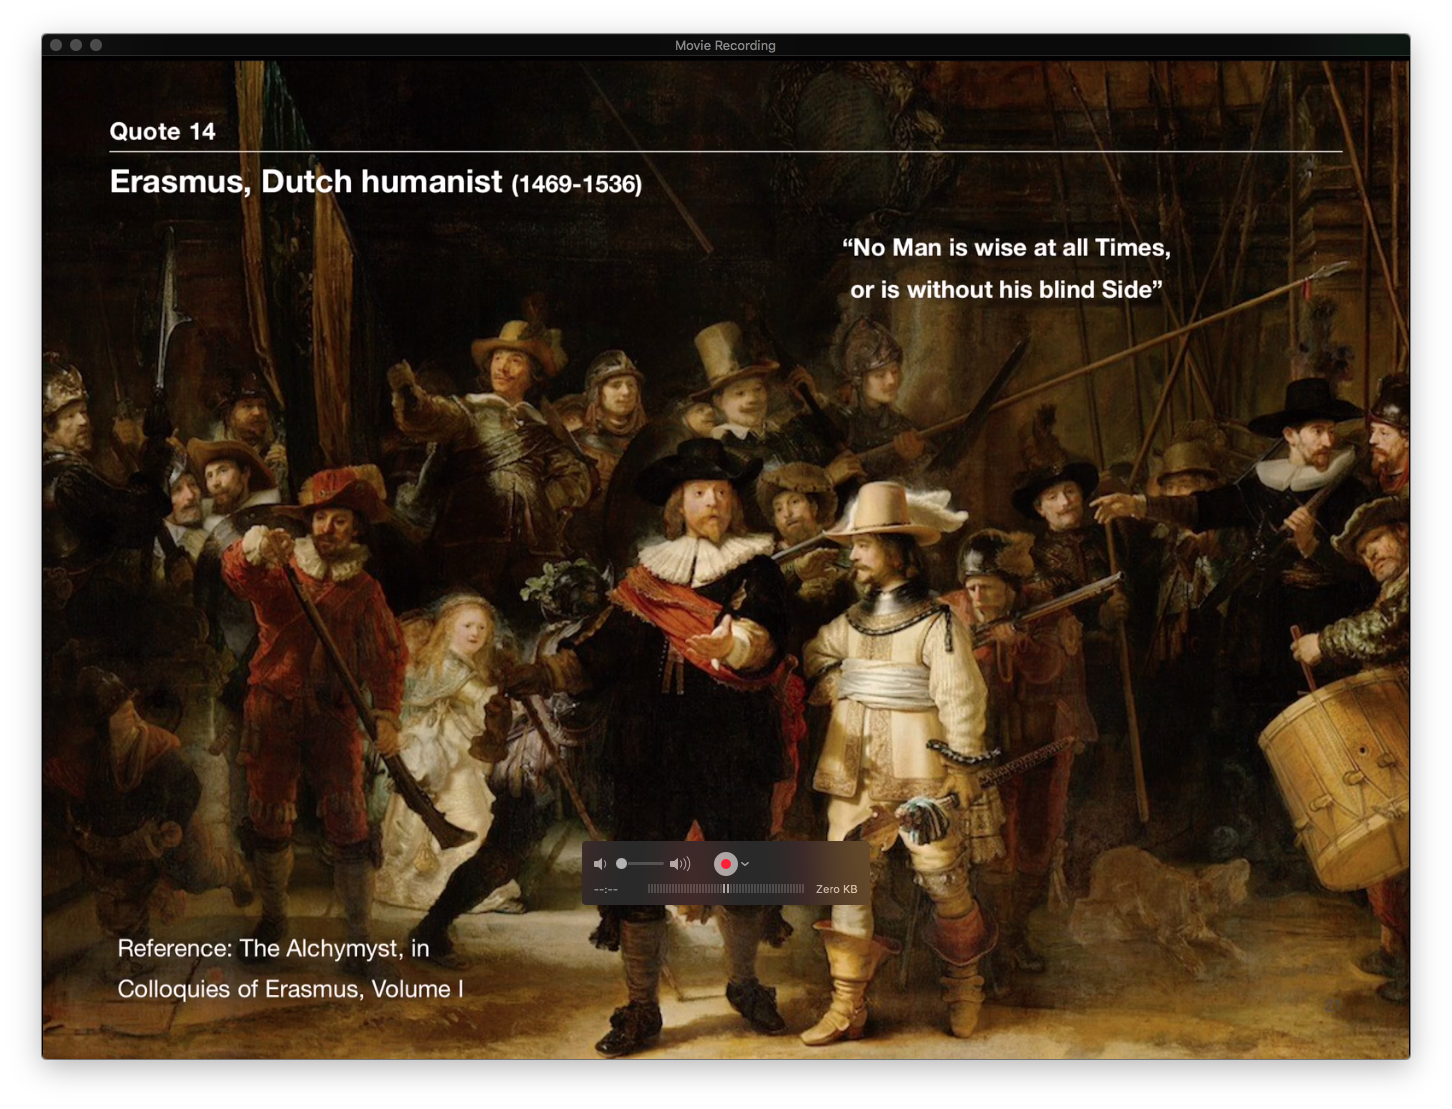 Movie Recording
Quote 14
Erasmus, Dutch humanist (1469-1536)
“No Man is wise at all Times,
or is without his blind Side”
--:--
Zero KB
Reference: The Alchymyst, in
Colloquies of Erasmus, Volume I